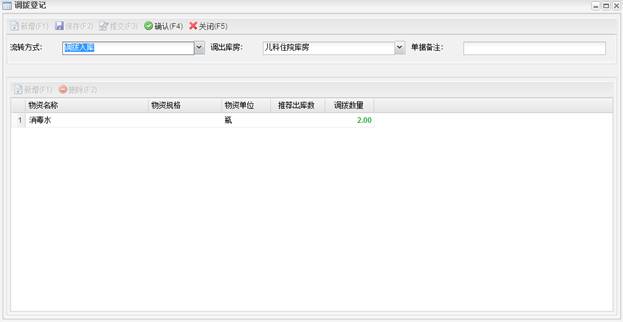 调拨登记
新增(F1) 保存(F2) 提交(F3) 确认(F4) 关闭(F5)
流转方式: 调拨入库 调出库房: 儿科住院库房 单据备注:
新增(F1) 删除(F2)
物资名称 物资规格 物资单位 推荐出库数 调拨数量
1 消毒水 瓶 2.00